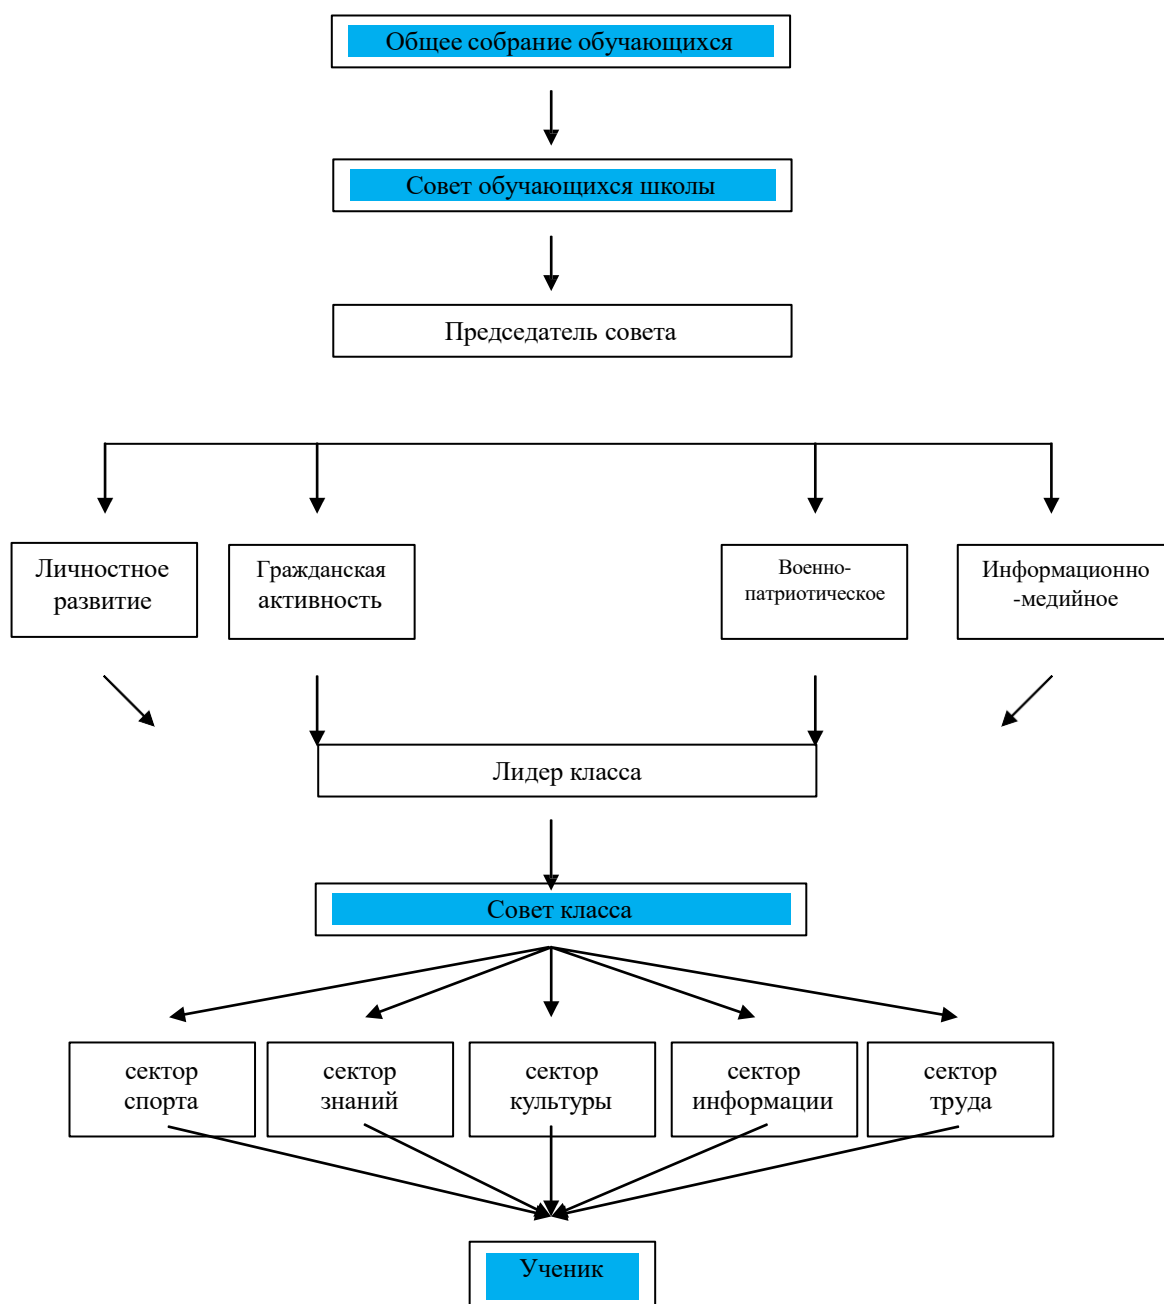 Общее собрание обучающихся
Совет обучающихся школы
Председатель совета
Личностное
развитие
Гражданская
активность
Военно-
патриотическое
Информационно
-медийное
Лидер класса
Совет класса
сектор
спорта
сектор
знаний
сектор
культуры
сектор
информации
сектор
труда
Ученик